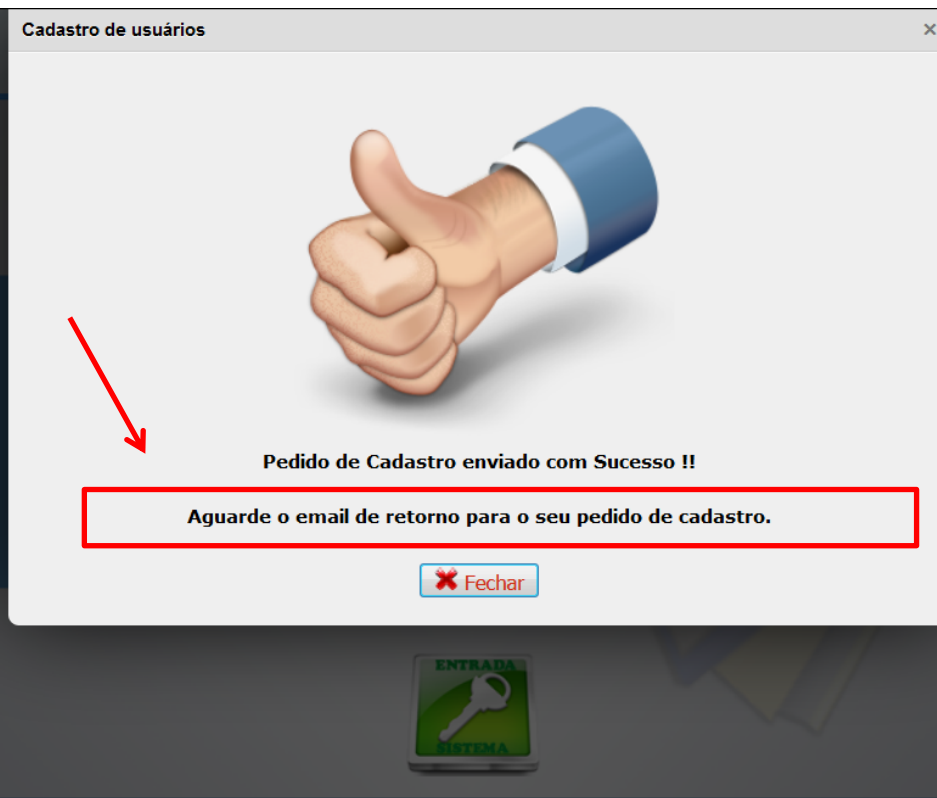 Cadastro de usuários
Pedido de Cadastro enviado com Sucesso !!
Aguarde o email de retorno para o seu pedido de cadastro.
Fechar
ENTRADA
SISTEMA